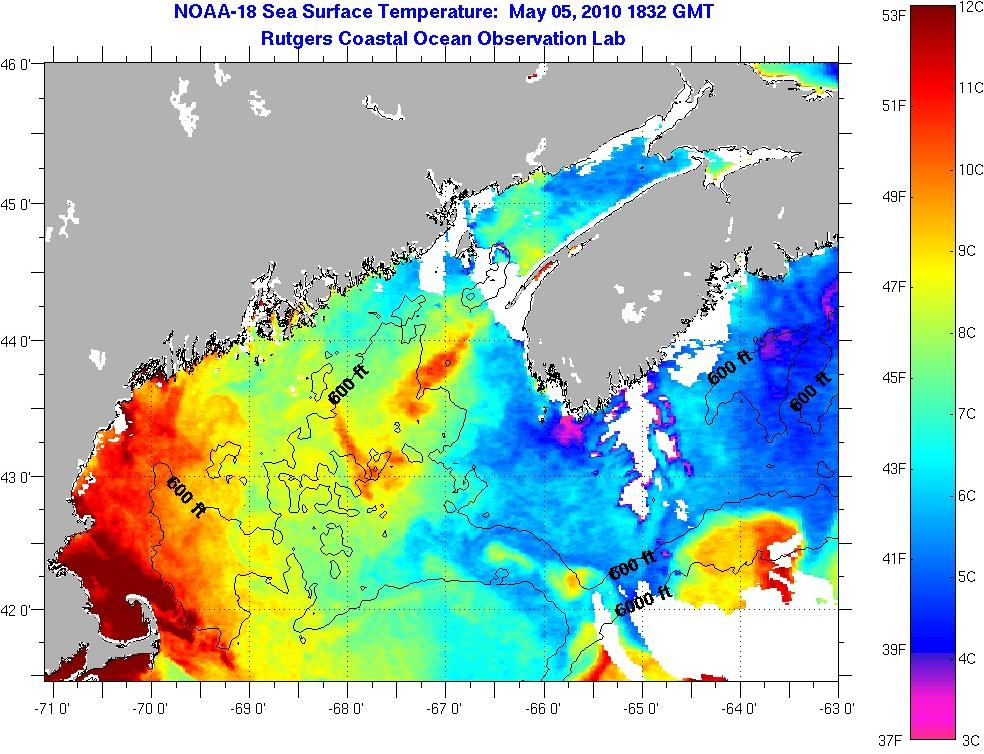 NOAA-18 Sea Surface Temperature: May 05, 2010 1832 GMT
Rutgers Coastal Ocean Observation Lab
46 0'
45 0'
44 0'
43 0'
42 0'
600 ft
600 ft
600 ft
600 ft
600 ft
6000 ft
-71 0' -70 0' -69 0' -68 0' -67 0' -66 0' -65 0' -64 0' -63 0'
53F 12C
51F 11C
10C
49F
9C
47F
8C
45F
7C
43F
6C
41F
5C
39F
4C
37F 3C